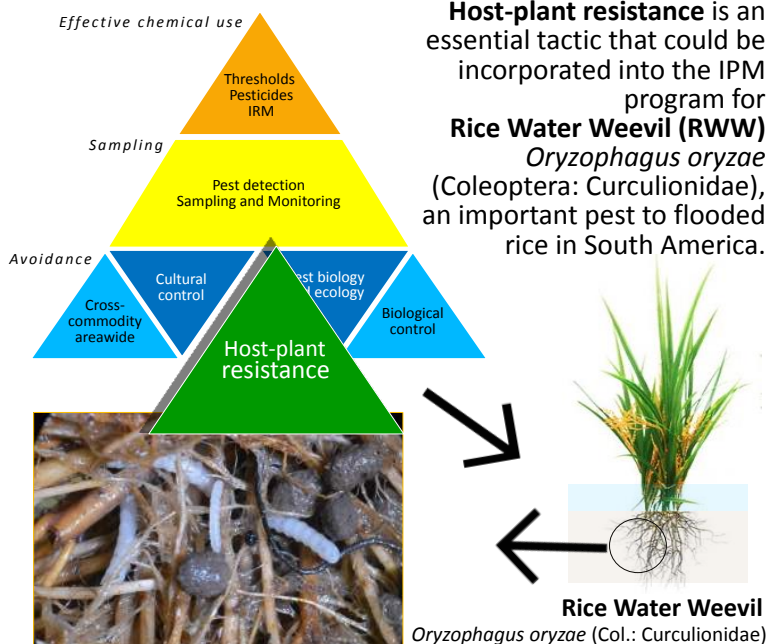 Effective chemical use
Thresholds
Pesticides
IRM
Sampling
Pest detection
Sampling and Monitoring
Avoidance
Cross-
commodity
areawide
Cultural
control
est biology
ecology
Biological
control
Host-plant
resistance
Host-plant resistance is an
essential tactic that could be
incorporated into the IPM
program for
Rice Water Weevil (RWW)
Oryzophagus oryzae
(Coleoptera: Curculionidae),
an important pest to flooded
rice in South America.
Rice Water Weevil
Oryzophagus oryzae (Col.: Curculionidae)